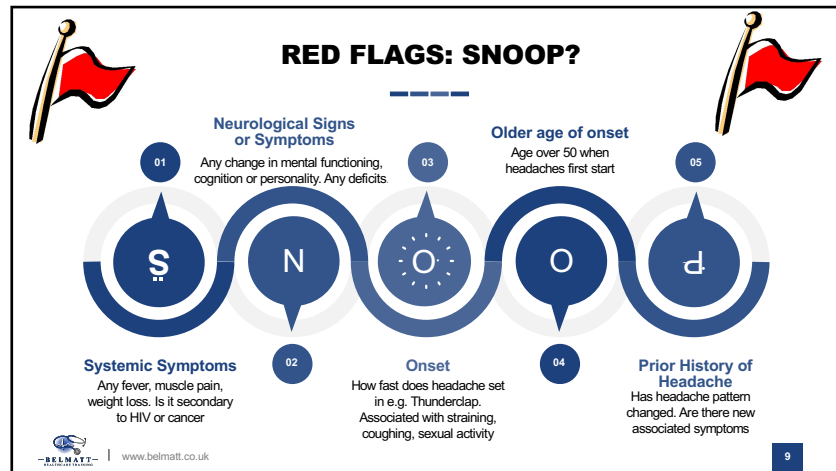 RED FLAGS: SNOOP?
Neurological Signs
or Symptoms
Any change in mental functioning,
cognition or personality. Any deficits
Older age of onset
Age over 50 when
headaches first start
01
03
05
S
N
O
O
P
02
04
Systemic Symptoms
Any fever, muscle pain,
weight loss. Is it secondary
to HIV or cancer
Onset
How fast does headache set
in e.g. Thunderclap.
Associated with straining,
coughing, sexual activity
Prior History of
Headache
Has headache pattern
changed. Are there new
associated symptoms
BELMATT
HEALTHCARE TRAINING
www.belmatt.co.uk
9